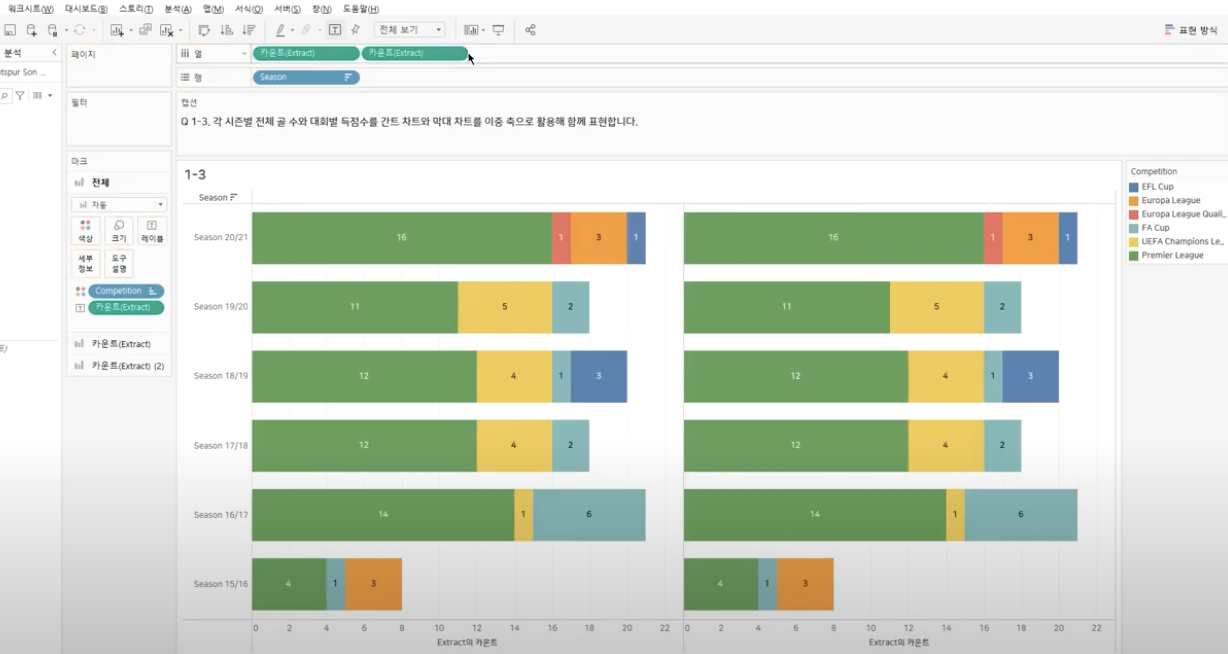 워크시트(W) 대시보드(B) 스토리(T) 분석(A) 맵(M) 서식(O) 서버(S) 창(N) 도움말(H)
전체 보기
표현 방식
분석
페이지
열 카운트(Extract) 카운트(Extract)
otspur Son ...
행 Season
필터
캡션
Q 1-3. 각 시즌별 전체 골 수와 대회별 득점수를 간트 차트와 막대 차트를 이중 축으로 활용해 함께 표현합니다.
마크
전체
자동
색상 크기 레이블
세부 정보 도구 설명
Competition
카운트(Extract)
카운트(Extract)
카운트(Extract) (2)
1-3
Season
Season 20/21 16 1 3 1 16 1 3 1
Season 19/20 11 5 2 11 5 2
Season 18/19 12 4 1 3 12 4 1 3
Season 17/18 12 4 2 12 4 2
Season 16/17 14 1 6 14 1 6
Season 15/16 4 1 3 4 1 3
0 2 4 6 8 10 12 14 16 18 20 22 0 2 4 6 8 10 12 14 16 18 20 22
Extract의 카운트 Extract의 카운트
Competition
EFL Cup
Europa League
Europa League Quali..
FA Cup
UEFA Champions Le..
Premier League